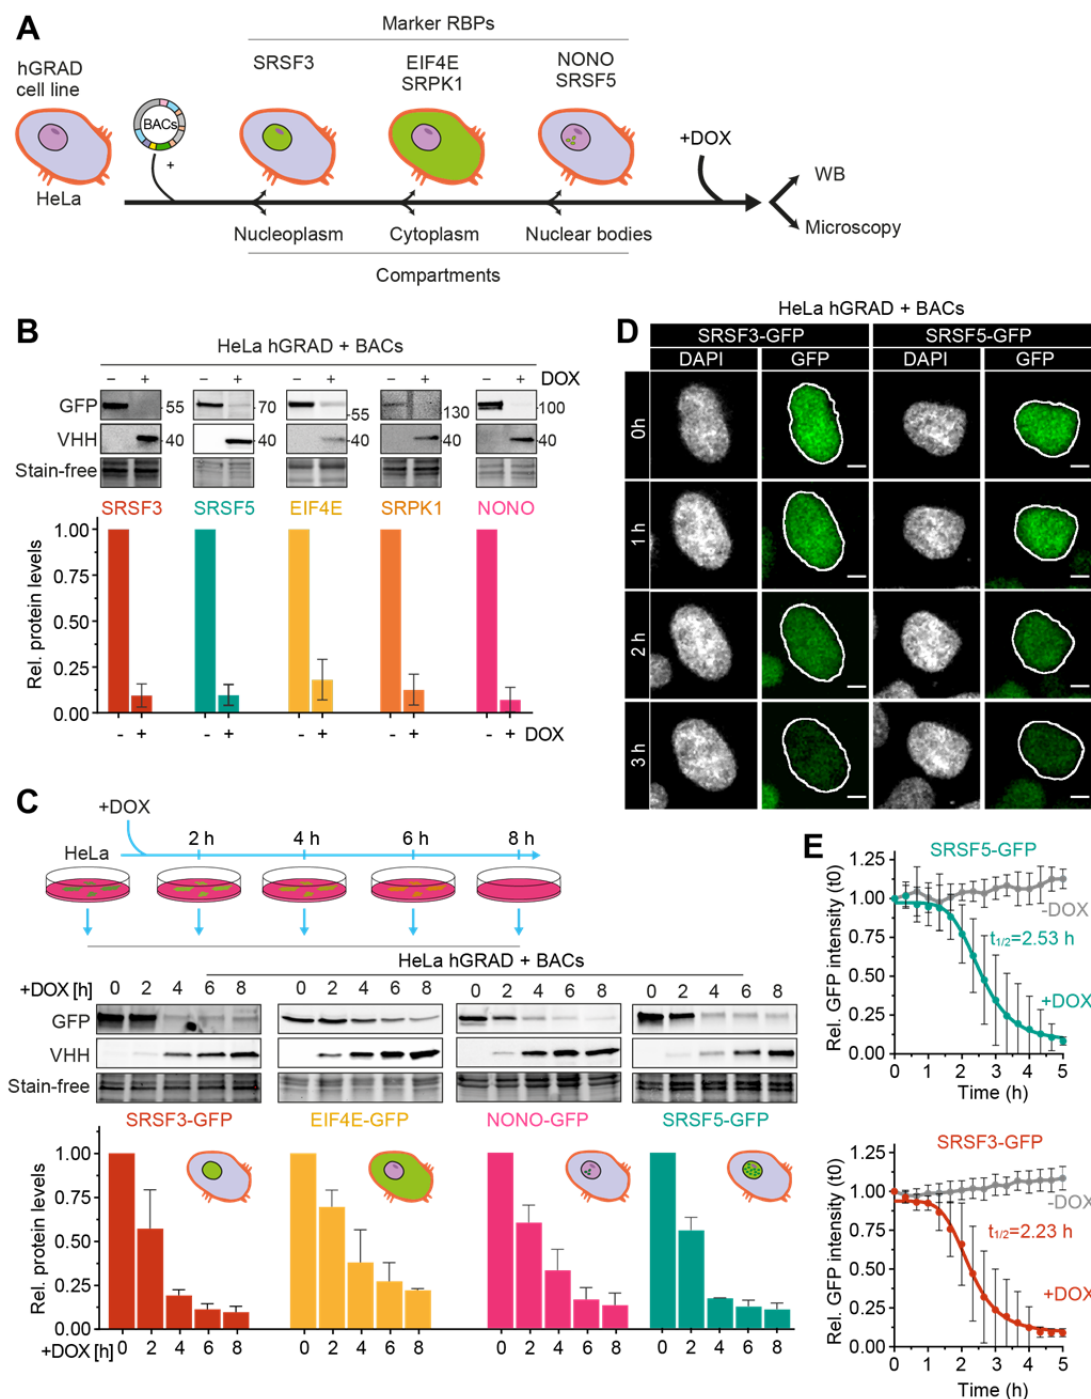 A
Marker RBPs
hGRAD
cell line
SRSF3
EIF4E
SRPK1
NONO
SRSF5
BACs
+
+DOX
HeLa
WB
Microscopy
Nucleoplasm
Cytoplasm
Nuclear bodies
Compartments
B
HeLa hGRAD + BACs
– + – + – + – + – + DOX
GFP 55 70 55 130 100
VHH 40 40 40 40 40
Stain-free
SRSF3 SRSF5 EIF4E SRPK1 NONO
Rel. protein levels
1.00
0.75
0.50
0.25
0.00
- + - + - + - + - + DOX
C
+DOX
HeLa
2 h
4 h
6 h
8 h
HeLa hGRAD + BACs
+DOX [h] 0 2 4 6 8 0 2 4 6 8 0 2 4 6 8 0 2 4 6 8
GFP
VHH
Stain-free
SRSF3-GFP EIF4E-GFP NONO-GFP SRSF5-GFP
Rel. protein levels
1.00
0.75
0.50
0.25
0.00
0 2 4 6 8 0 2 4 6 8 0 2 4 6 8 0 2 4 6 8
+DOX [h]
D
HeLa hGRAD + BACs
SRSF3-GFP SRSF5-GFP
DAPI GFP DAPI GFP
0h
1 h
2 h
3 h
E
SRSF5-GFP
Rel. GFP intensity (t0)
1.25
1.00
0.75
0.50
0.25
0.00
-DOX
t1/2=2.53 h
+DOX
0 1 2 3 4 5
Time (h)
SRSF3-GFP
Rel. GFP intensity (t0)
1.25
1.00
0.75
0.50
0.25
0.00
-DOX
t1/2=2.23 h
+DOX
0 1 2 3 4 5
Time (h)